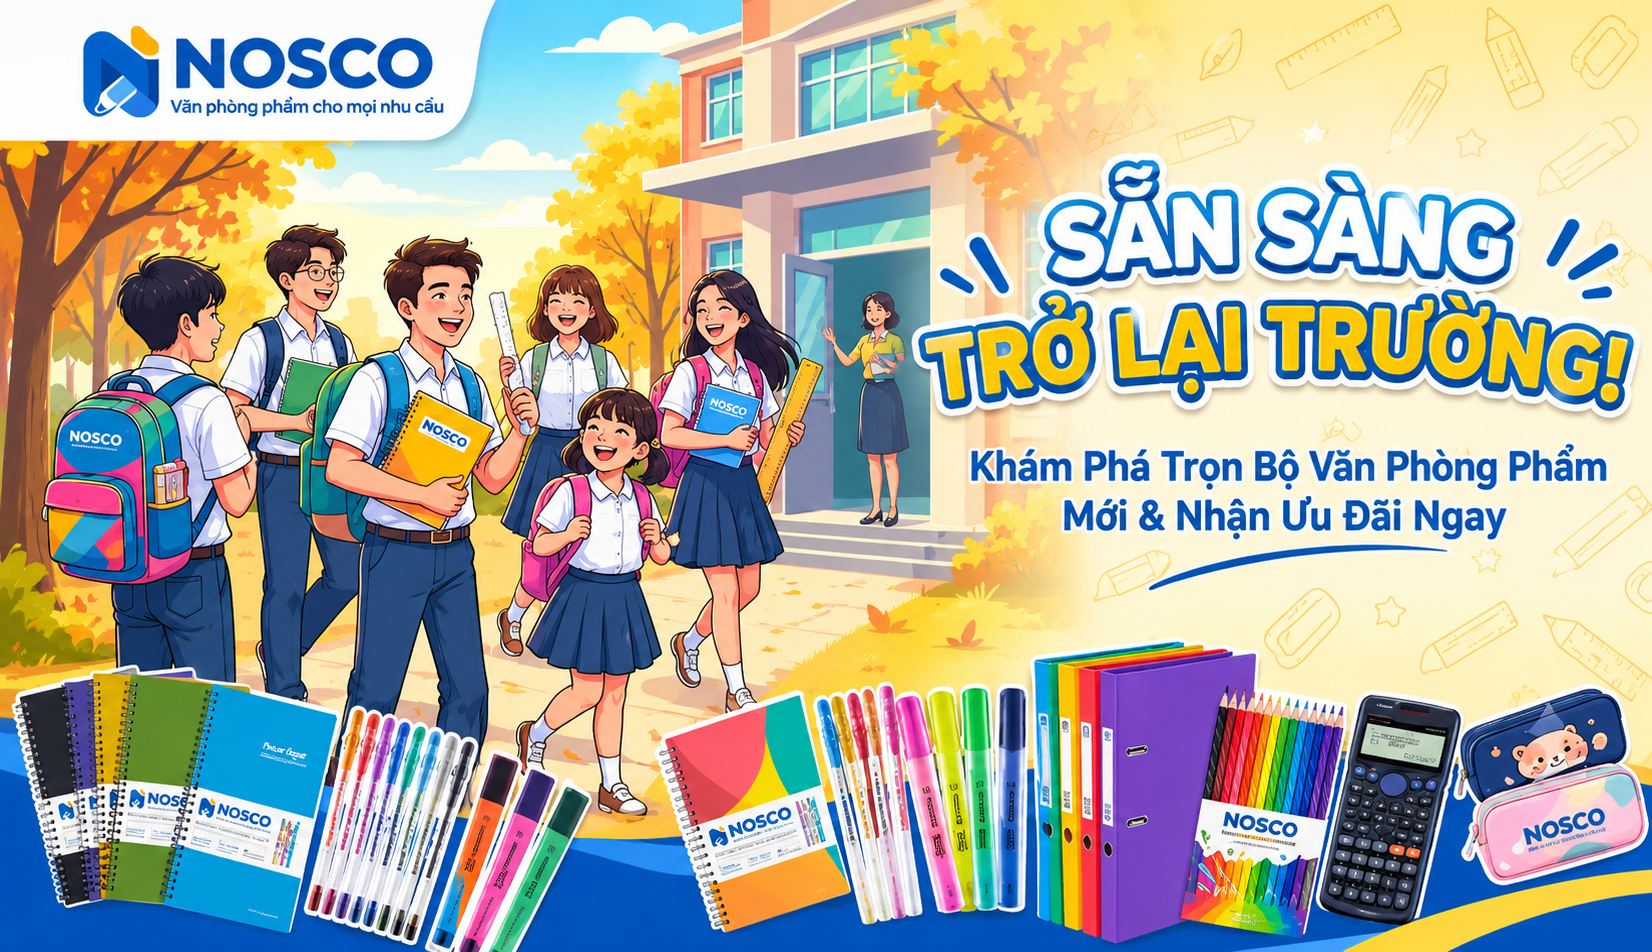 NOSCO
Văn phòng phẩm cho mọi nhu cầu
SẴN SÀNG
TRỞ LẠI TRƯỜNG!
Khám Phá Trọn Bộ Văn Phòng Phẩm
Mới & Nhận Ưu Đãi Ngay
NOSCO
NOSCO
NOSCO
NOSCO
NOSCO
NOSCO
NOSCO
NOSCO